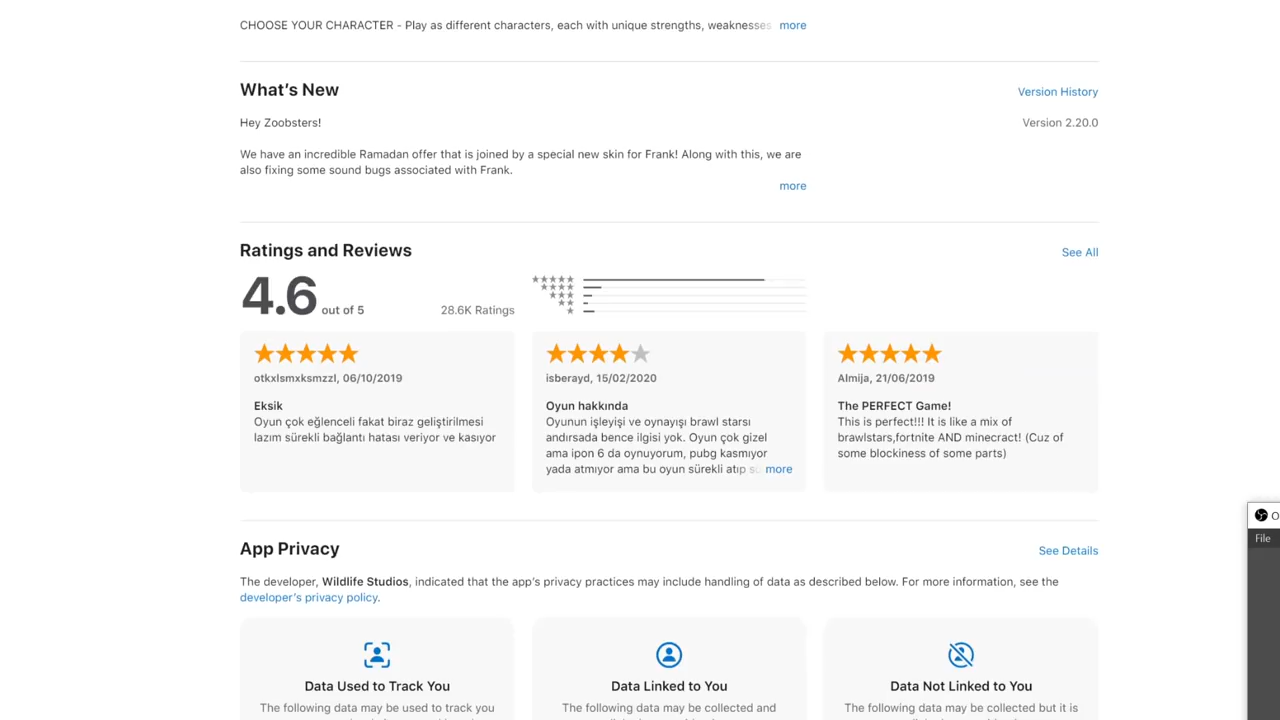 CHOOSE YOUR CHARACTER - Play as different characters, each with unique strengths, weaknesses more
What's New
Version History
Hey Zoobsters!
Version 2.20.0
We have an incredible Ramadan offer that is joined by a special new skin for Frank! Along with this, we are
also fixing some sound bugs associated with Frank.
more
Ratings and Reviews
See All
4.6 out of 5
28.6K Ratings
otkxlsmxksmzzl, 06/10/2019
Eksik
Oyun çok eğlenceli fakat biraz geliştirilmesi
lazım sürekli bağlantı hatası veriyor ve kasıyor
isberayd, 15/02/2020
Oyun hakkında
Oyunun işleyişi ve oynayışı brawl starsı
andırsada bence ilgisi yok. Oyun çok gizel
ama ipon 6 da oynuyorum, pubg kasmıyor
yada atmıyor ama bu oyun sürekli atıp more
Almija, 21/06/2019
The PERFECT Game!
This is perfect!!! It is like a mix of
brawlstars,fortnite AND minecract! (Cuz of
some blockiness of some parts)
App Privacy
See Details
The developer, Wildlife Studios, indicated that the app's privacy practices may include handling of data as described below. For more information, see the
developer's privacy policy.
Data Used to Track You
The following data may be used to track you
Data Linked to You
The following data may be collected and
Data Not Linked to You
The following data may be collected but it is
File